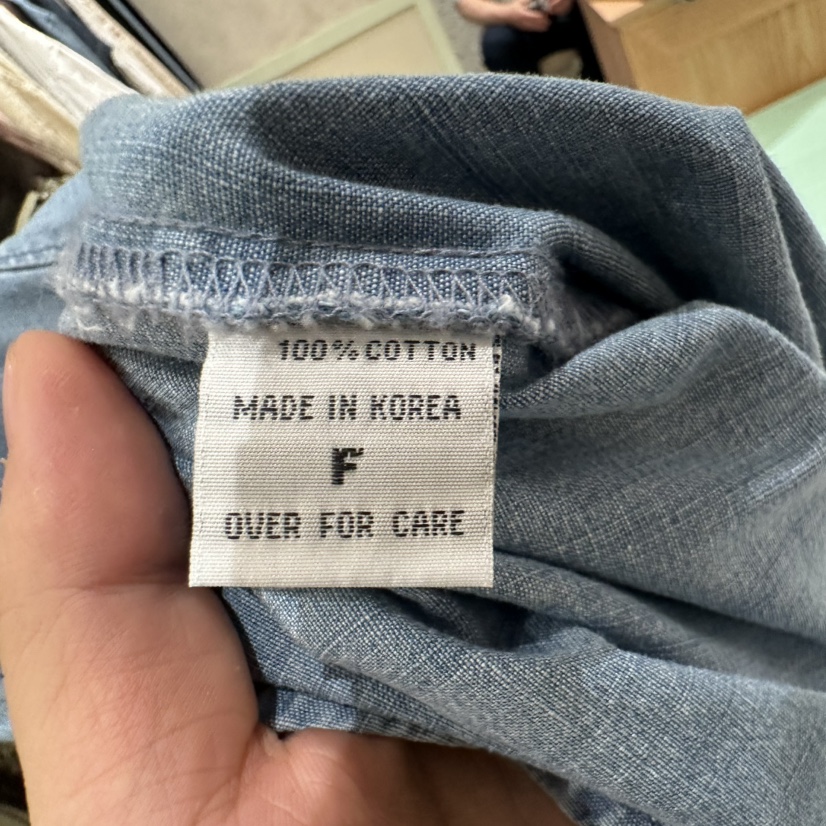 100% COTTON
MADE IN KOREA
F
OVER FOR CARE